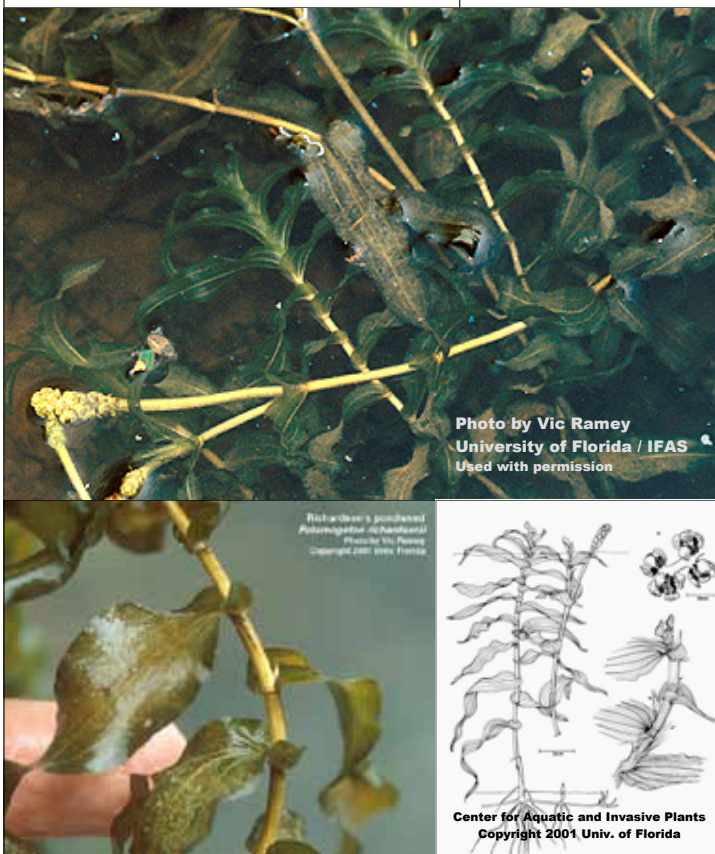 Photo by Vic Ramey
University of Florida / IFAS
Used with permission
Richardson's pondweed
Potamogeton richardsonii
Photo by Vic Ramey
Copyright 2001 Univ. Florida
Center for Aquatic and Invasive Plants
Copyright 2001 Univ. of Florida